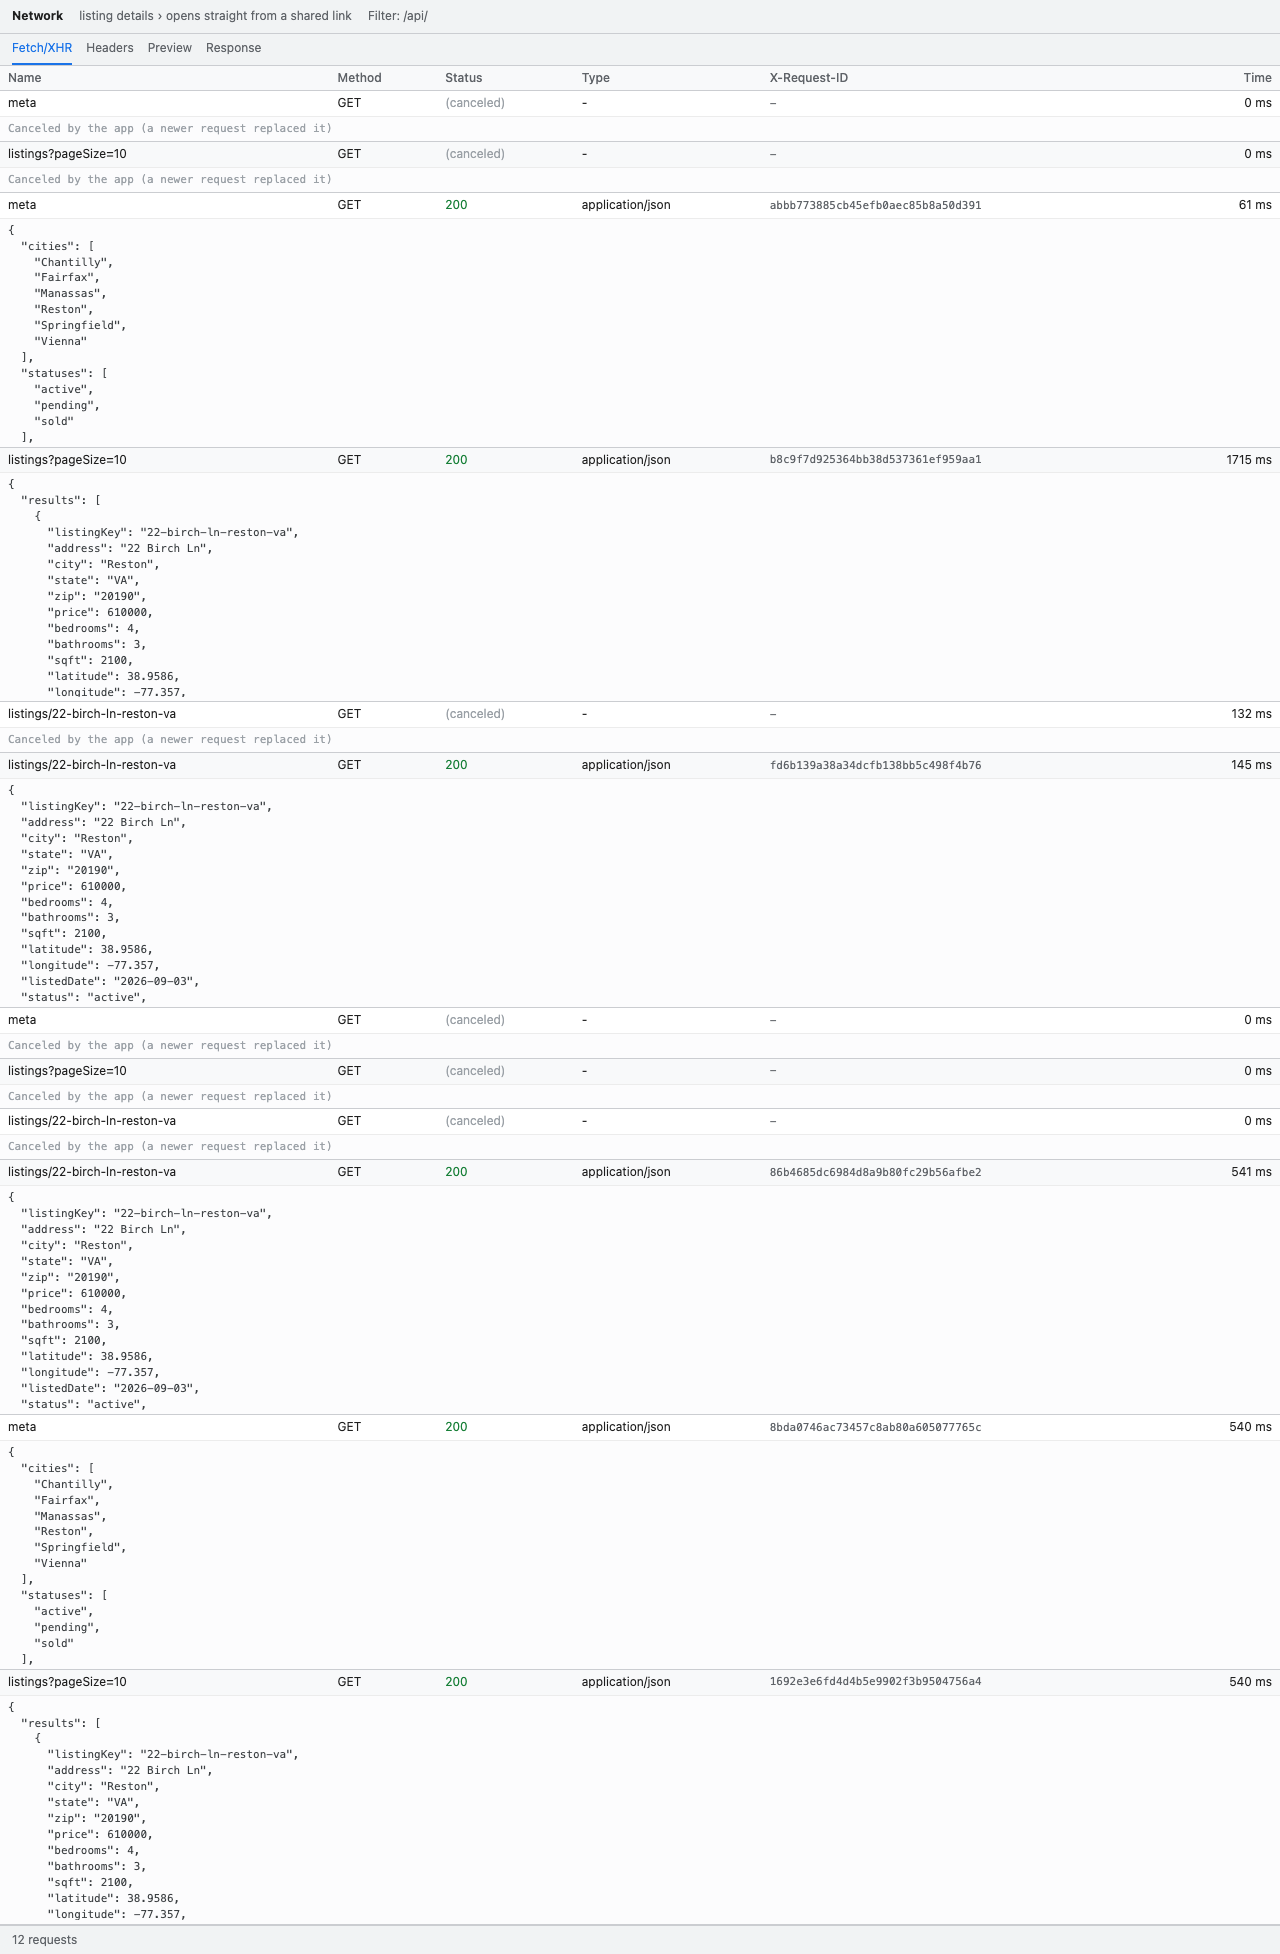 Network listing details › opens straight from a shared link Filter: /api/
Fetch/XHR Headers Preview Response
Name Method Status Type X-Request-ID Time
meta GET (canceled) - – 0 ms
Canceled by the app (a newer request replaced it)
listings?pageSize=10 GET (canceled) - – 0 ms
Canceled by the app (a newer request replaced it)
meta GET 200 application/json abbb773885cb45efb0aec85b8a50d391 61 ms
{
"cities": [
"Chantilly",
"Fairfax",
"Manassas",
"Reston",
"Springfield",
"Vienna"
],
"statuses": [
"active",
"pending",
"sold"
],
listings?pageSize=10 GET 200 application/json b8c9f7d925364bb38d537361ef959aa1 1715 ms
{
"results": [
{
"listingKey": "22-birch-ln-reston-va",
"address": "22 Birch Ln",
"city": "Reston",
"state": "VA",
"zip": "20190",
"price": 610000,
"bedrooms": 4,
"bathrooms": 3,
"sqft": 2100,
"latitude": 38.9586,
"longitude": -77.357,
listings/22-birch-ln-reston-va GET (canceled) - – 132 ms
Canceled by the app (a newer request replaced it)
listings/22-birch-ln-reston-va GET 200 application/json fd6b139a38a34dcfb138bb5c498f4b76 145 ms
{
"listingKey": "22-birch-ln-reston-va",
"address": "22 Birch Ln",
"city": "Reston",
"state": "VA",
"zip": "20190",
"price": 610000,
"bedrooms": 4,
"bathrooms": 3,
"sqft": 2100,
"latitude": 38.9586,
"longitude": -77.357,
"listedDate": "2026-09-03",
"status": "active",
meta GET (canceled) - – 0 ms
Canceled by the app (a newer request replaced it)
listings?pageSize=10 GET (canceled) - – 0 ms
Canceled by the app (a newer request replaced it)
listings/22-birch-ln-reston-va GET (canceled) - – 0 ms
Canceled by the app (a newer request replaced it)
listings/22-birch-ln-reston-va GET 200 application/json 86b4685dc6984d8a9b80fc29b56afbe2 541 ms
{
"listingKey": "22-birch-ln-reston-va",
"address": "22 Birch Ln",
"city": "Reston",
"state": "VA",
"zip": "20190",
"price": 610000,
"bedrooms": 4,
"bathrooms": 3,
"sqft": 2100,
"latitude": 38.9586,
"longitude": -77.357,
"listedDate": "2026-09-03",
"status": "active",
meta GET 200 application/json 8bda0746ac73457c8ab80a605077765c 540 ms
{
"cities": [
"Chantilly",
"Fairfax",
"Manassas",
"Reston",
"Springfield",
"Vienna"
],
"statuses": [
"active",
"pending",
"sold"
],
listings?pageSize=10 GET 200 application/json 1692e3e6fd4d4b5e9902f3b9504756a4 540 ms
{
"results": [
{
"listingKey": "22-birch-ln-reston-va",
"address": "22 Birch Ln",
"city": "Reston",
"state": "VA",
"zip": "20190",
"price": 610000,
"bedrooms": 4,
"bathrooms": 3,
"sqft": 2100,
"latitude": 38.9586,
"longitude": -77.357,
12 requests